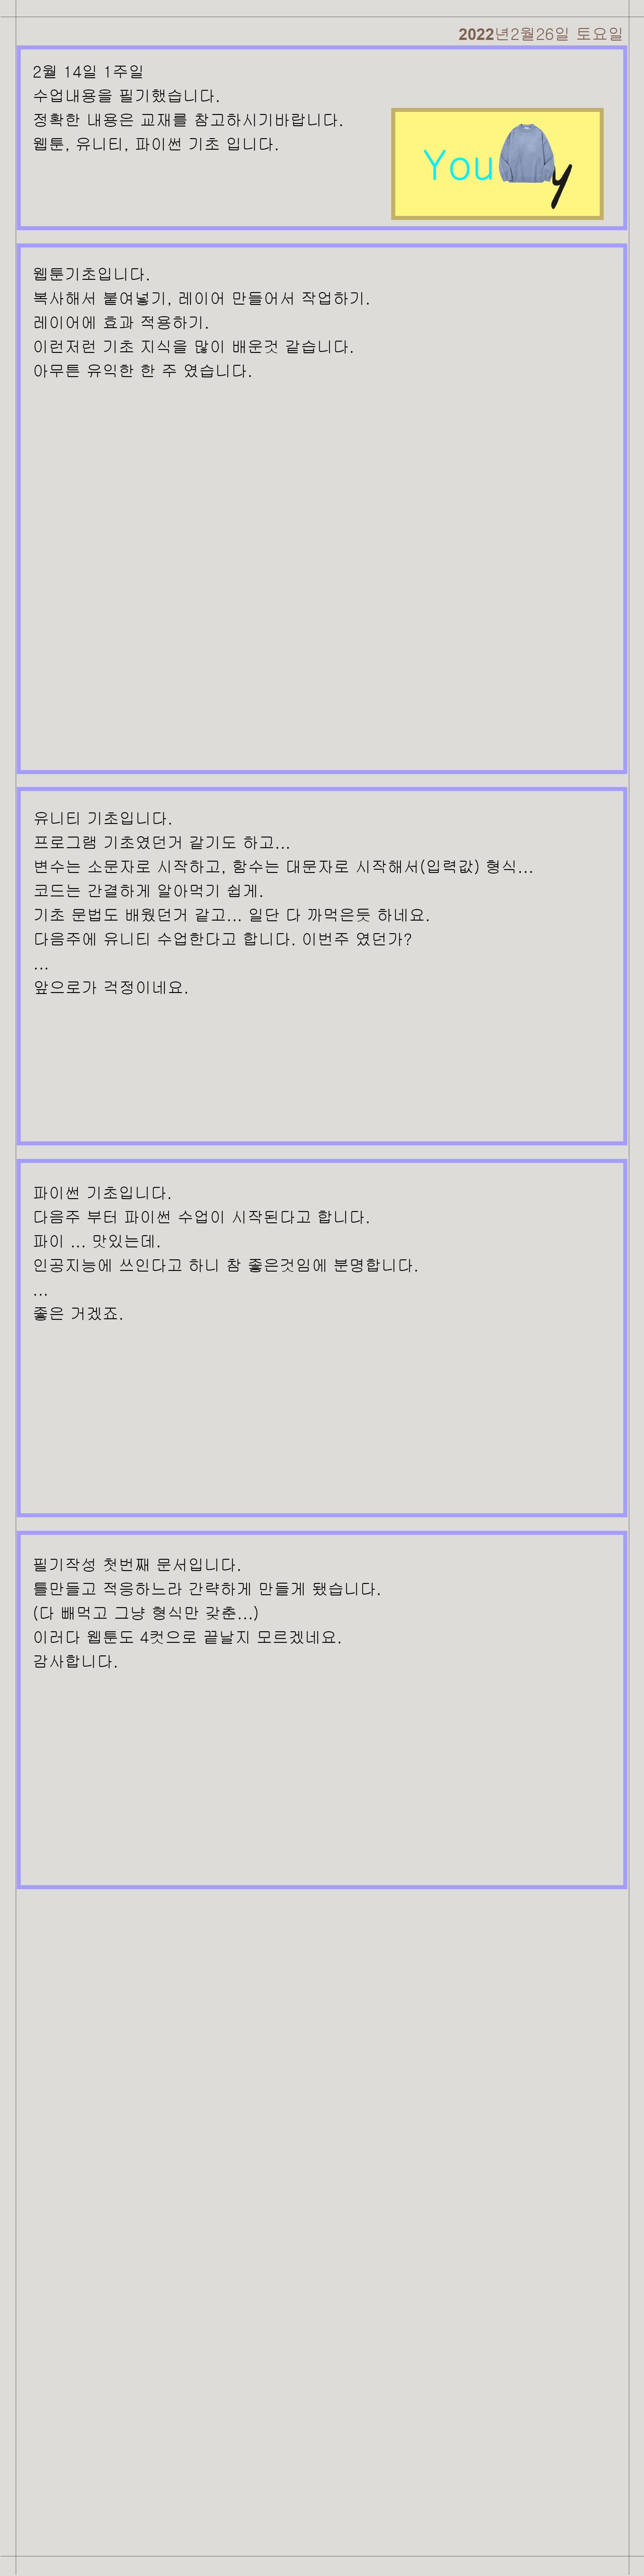 2022년2월26일 토요일
2월 14일 1주일
수업내용을 필기했습니다.
정확한 내용은 교재를 참고하시기바랍니다.
웹툰, 유니티, 파이썬 기초 입니다.
You y
웹툰기초입니다.
복사해서 붙여넣기, 레이어 만들어서 작업하기.
레이어에 효과 적용하기.
이런저런 기초 지식을 많이 배운것 같습니다.
아무튼 유익한 한 주 였습니다.
유니티 기초입니다.
프로그램 기초였던거 같기도 하고...
변수는 소문자로 시작하고, 함수는 대문자로 시작해서(입력값) 형식...
코드는 간결하게 알아먹기 쉽게.
기초 문법도 배웠던거 같고... 일단 다 까먹은듯 하네요.
다음주에 유니티 수업한다고 합니다. 이번주 였던가?
...
앞으로가 걱정이네요.
파이썬 기초입니다.
다음주 부터 파이썬 수업이 시작된다고 합니다.
파이 ... 맛있는데.
인공지능에 쓰인다고 하니 참 좋은것임에 분명합니다.
...
좋은 거겠죠.
필기작성 첫번째 문서입니다.
틀만들고 적응하느라 간략하게 만들게 됐습니다.
(다 빼먹고 그냥 형식만 갖춘...)
이러다 웹툰도 4컷으로 끝날지 모르겠네요.
감사합니다.